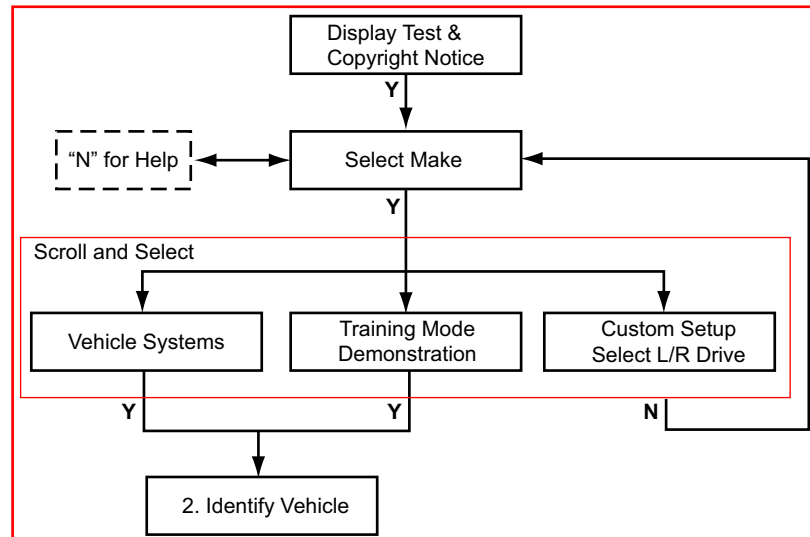 Display Test &
Copyright Notice
Y
“N” for Help
Select Make
Y
Scroll and Select
Vehicle Systems
Training Mode
Demonstration
Custom Setup
Select L/R Drive
Y
Y
N
2. Identify Vehicle